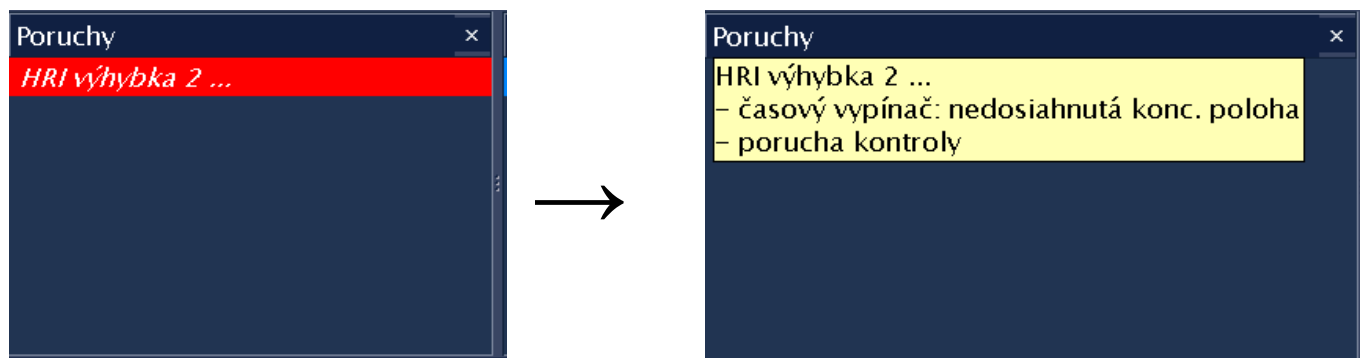 Poruchy ×
HRI výhybka 2 ...
→
Poruchy ×
HRI výhybka 2 ...
– časový vypínač: nedosiahnutá konc. poloha
– porucha kontroly